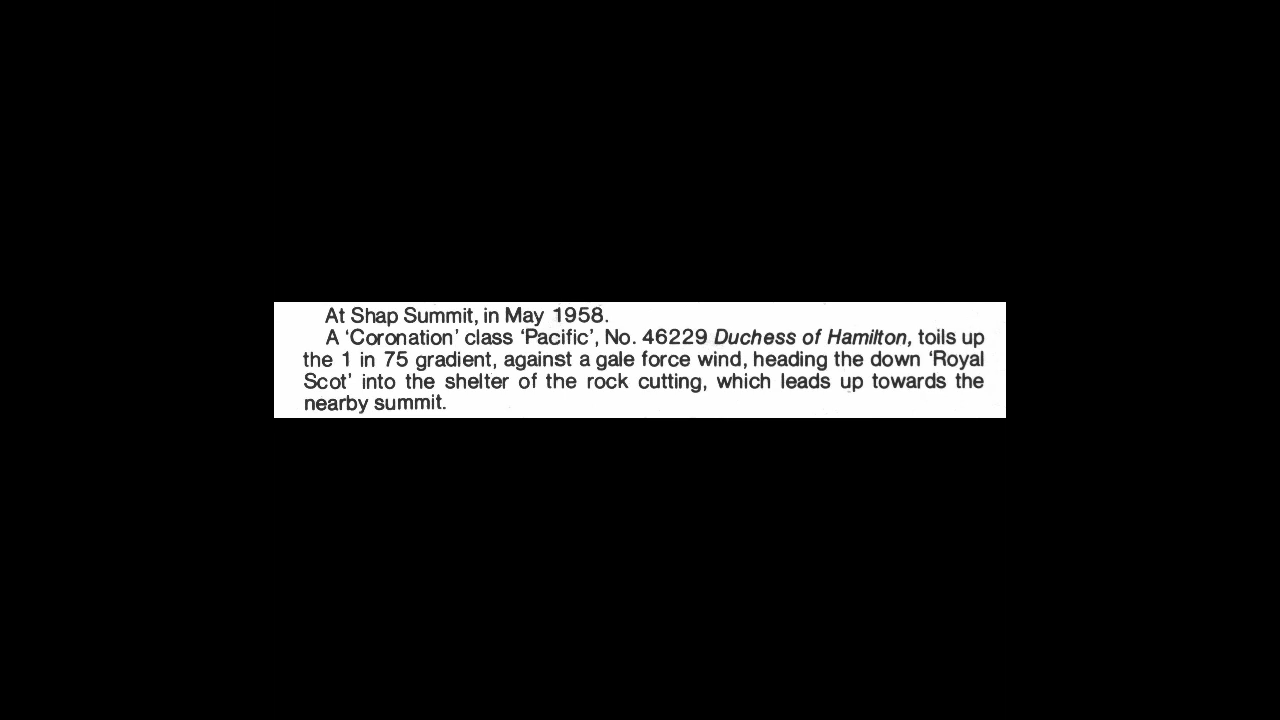 At Shap Summit, in May 1958.
A ‘Coronation’ class ‘Pacific’, No. 46229 Duchess of Hamilton, toils up
the 1 in 75 gradient, against a gale force wind, heading the down ‘Royal
Scot’ into the shelter of the rock cutting, which leads up towards the
nearby summit.